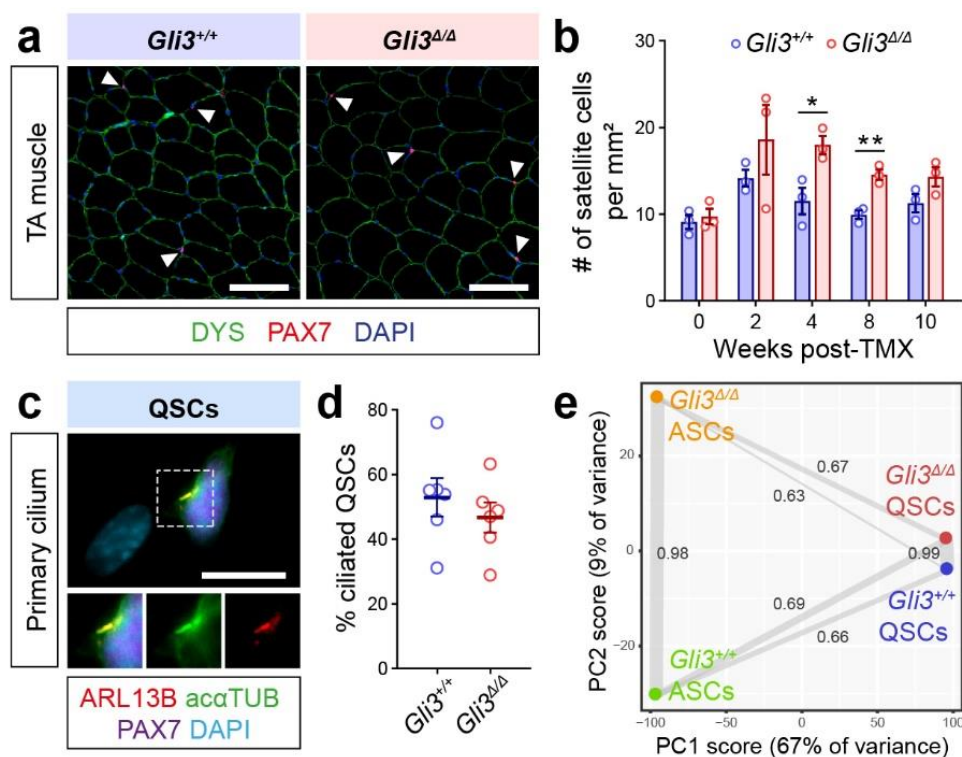 a
Gli3+/+
Gli3Δ/Δ
TA muscle
DYS PAX7 DAPI
b
Gli3+/+ Gli3Δ/Δ
# of satellite cells
per mm²
30
20
10
0
*
**
0 2 4 8 10
Weeks post-TMX
c
QSCs
Primary cilium
ARL13B acαTUB
PAX7 DAPI
d
% ciliated QSCs
80
60
40
20
0
Gli3+/+
Gli3Δ/Δ
e
PC2 score (9% of variance)
20
0
−20
Gli3Δ/Δ
ASCs
0.67
Gli3Δ/Δ
QSCs
0.63
0.98
0.99
0.69
Gli3+/+
QSCs
0.66
Gli3+/+
ASCs
−100 −50 0 50 100
PC1 score (67% of variance)